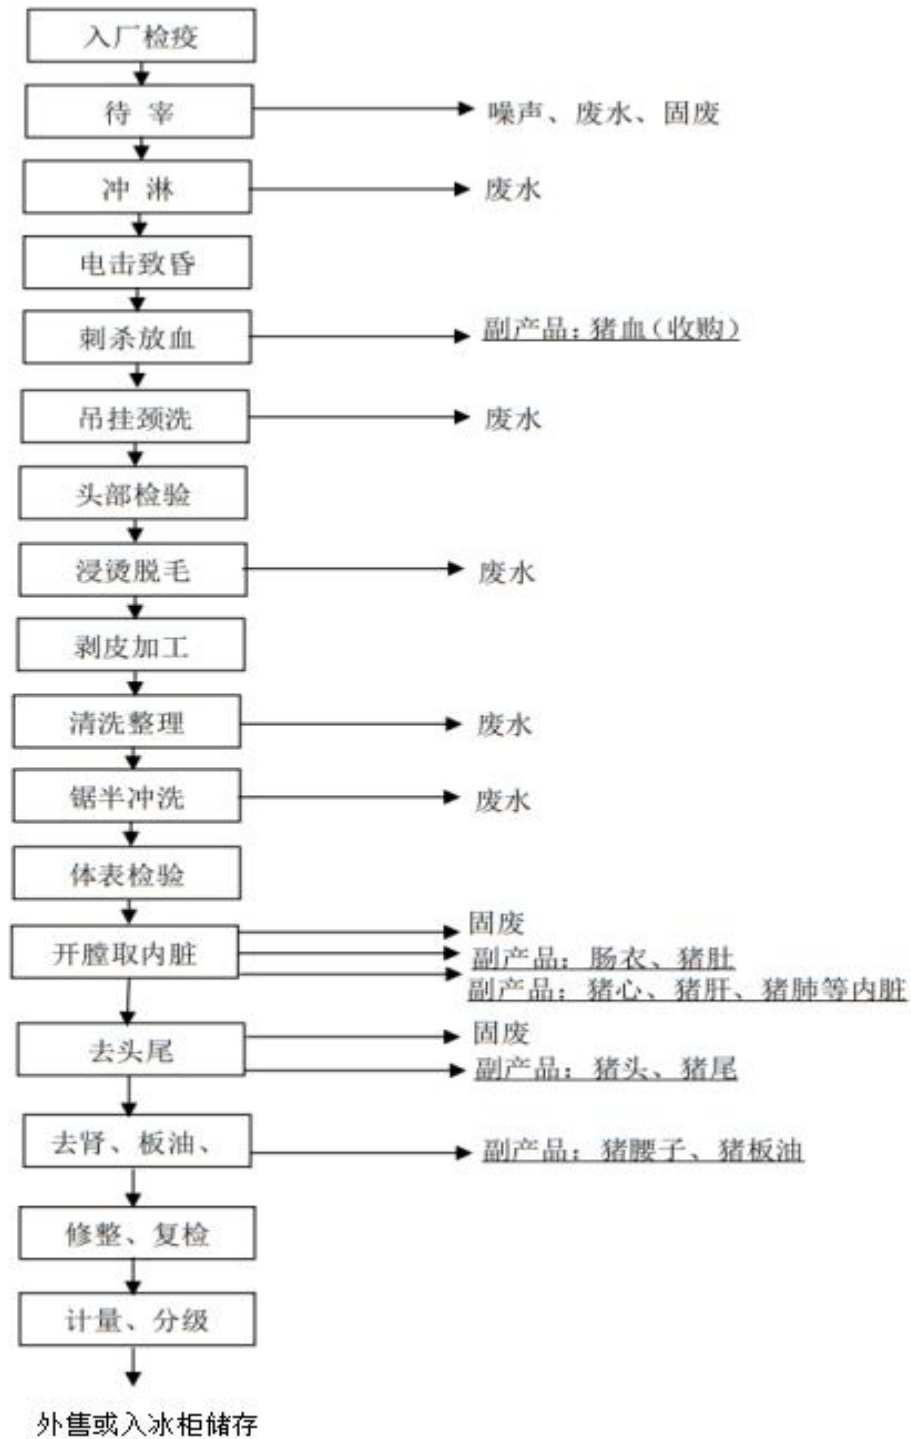 入厂检疫
待 宰
噪声、废水、固废
冲 淋
废水
电击致昏
刺杀放血
副产品：猪血（收购）
吊挂颈洗
废水
头部检验
浸烫脱毛
废水
剥皮加工
清洗整理
废水
锯半冲洗
废水
体表检验
开膛取内脏
固废
副产品：肠衣、猪肚
副产品：猪心、猪肝、猪肺等内脏
去头尾
固废
副产品：猪头、猪尾
去肾、板油、
副产品：猪腰子、猪板油
修整、复检
计量、分级
外售或入冰柜储存